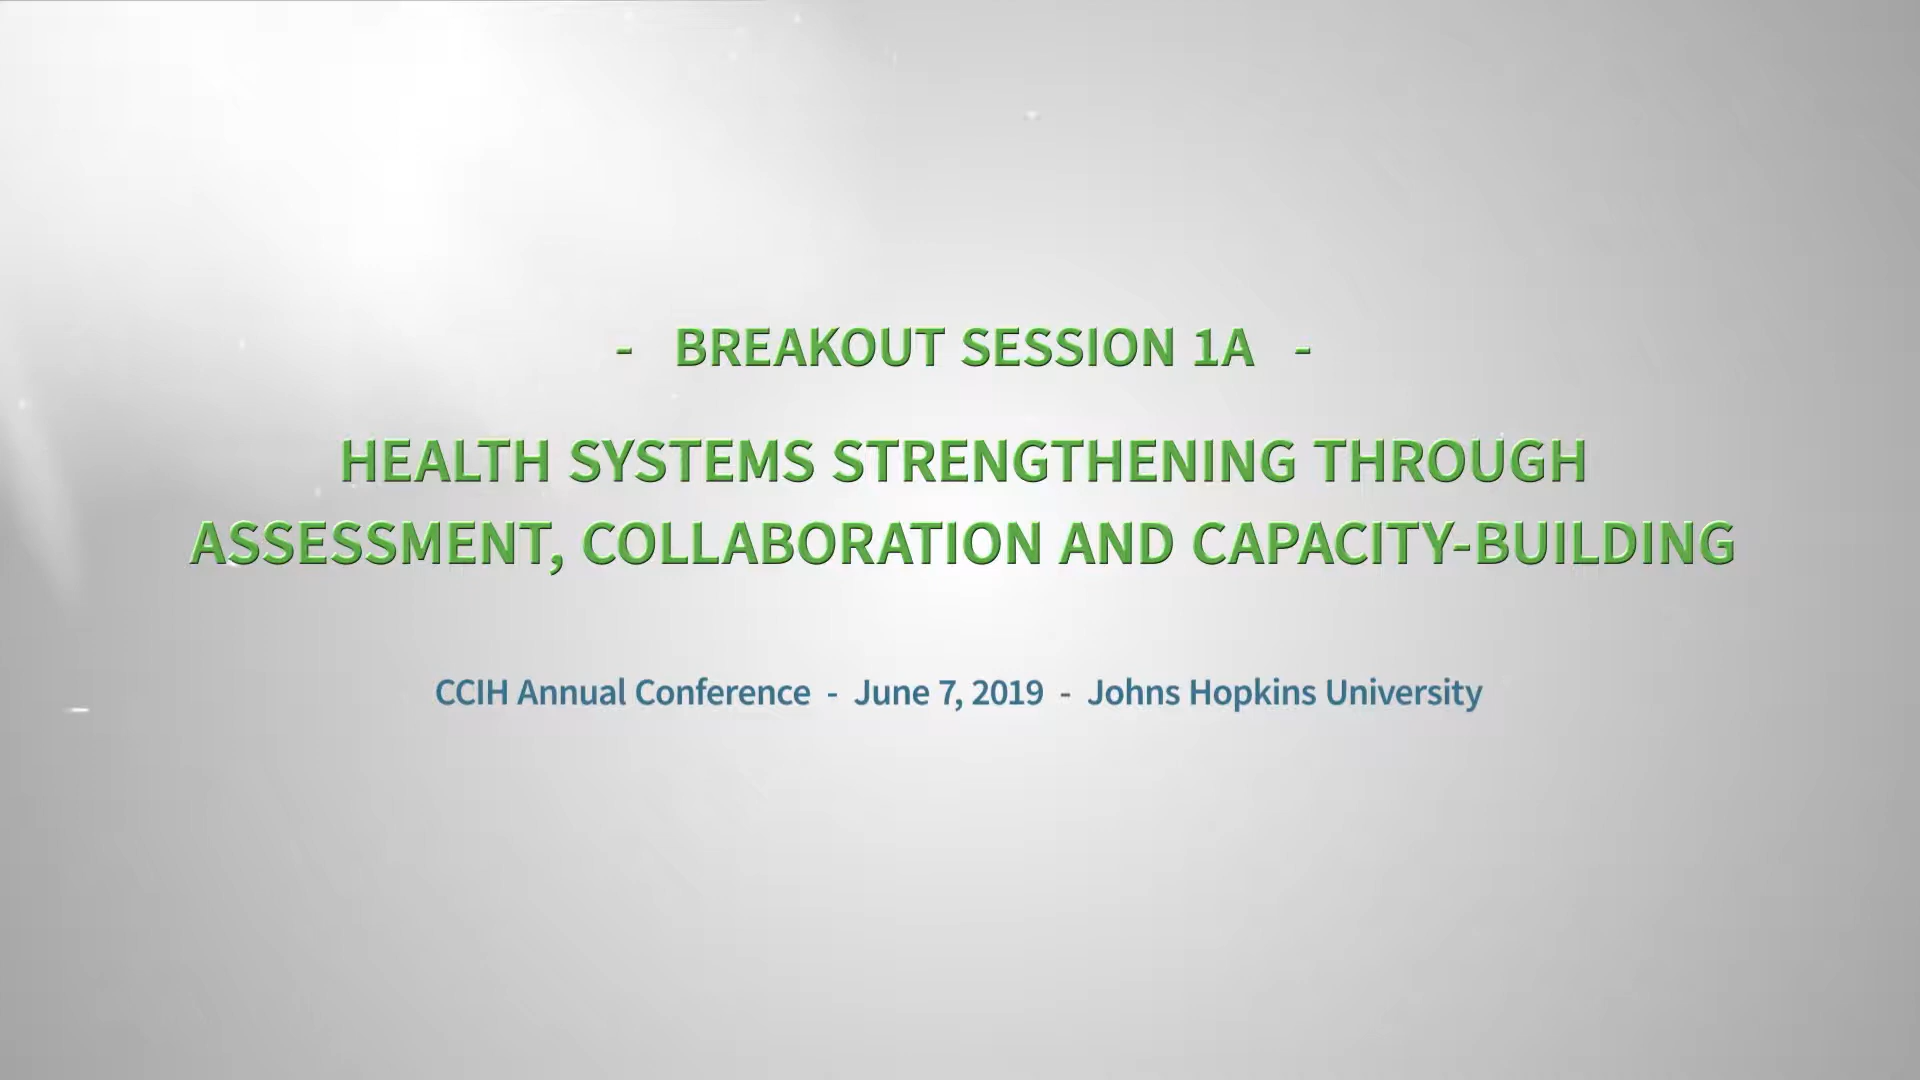 - BREAKOUT SESSION 1A -
HEALTH SYSTEMS STRENGTHENING THROUGH
ASSESSMENT, COLLABORATION AND CAPACITY-BUILDING
CCIH Annual Conference - June 7, 2019 - Johns Hopkins University